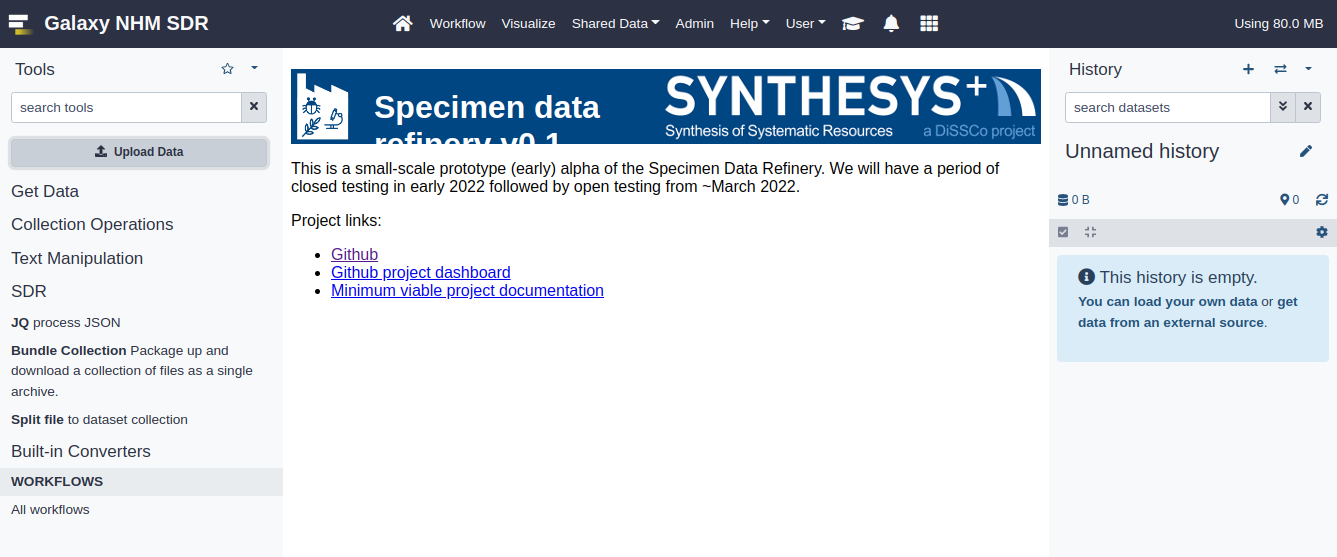 Galaxy NHM SDR
Workflow Visualize Shared Data Admin Help User
Using 80.0 MB
Tools
search tools
Upload Data
Get Data
Collection Operations
Text Manipulation
SDR
JQ process JSON
Bundle Collection Package up and
download a collection of files as a single
archive.
Split file to dataset collection
Built-in Converters
WORKFLOWS
All workflows
Specimen data
refinery v0.1
SYNTHESYS+
Synthesis of Systematic Resources
a DiSSCo project
This is a small-scale prototype (early) alpha of the Specimen Data Refinery. We will have a period of
closed testing in early 2022 followed by open testing from ~March 2022.
Project links:
Github
Github project dashboard
Minimum viable project documentation
History
search datasets
Unnamed history
0 B
0
This history is empty.
You can load your own data or get
data from an external source.